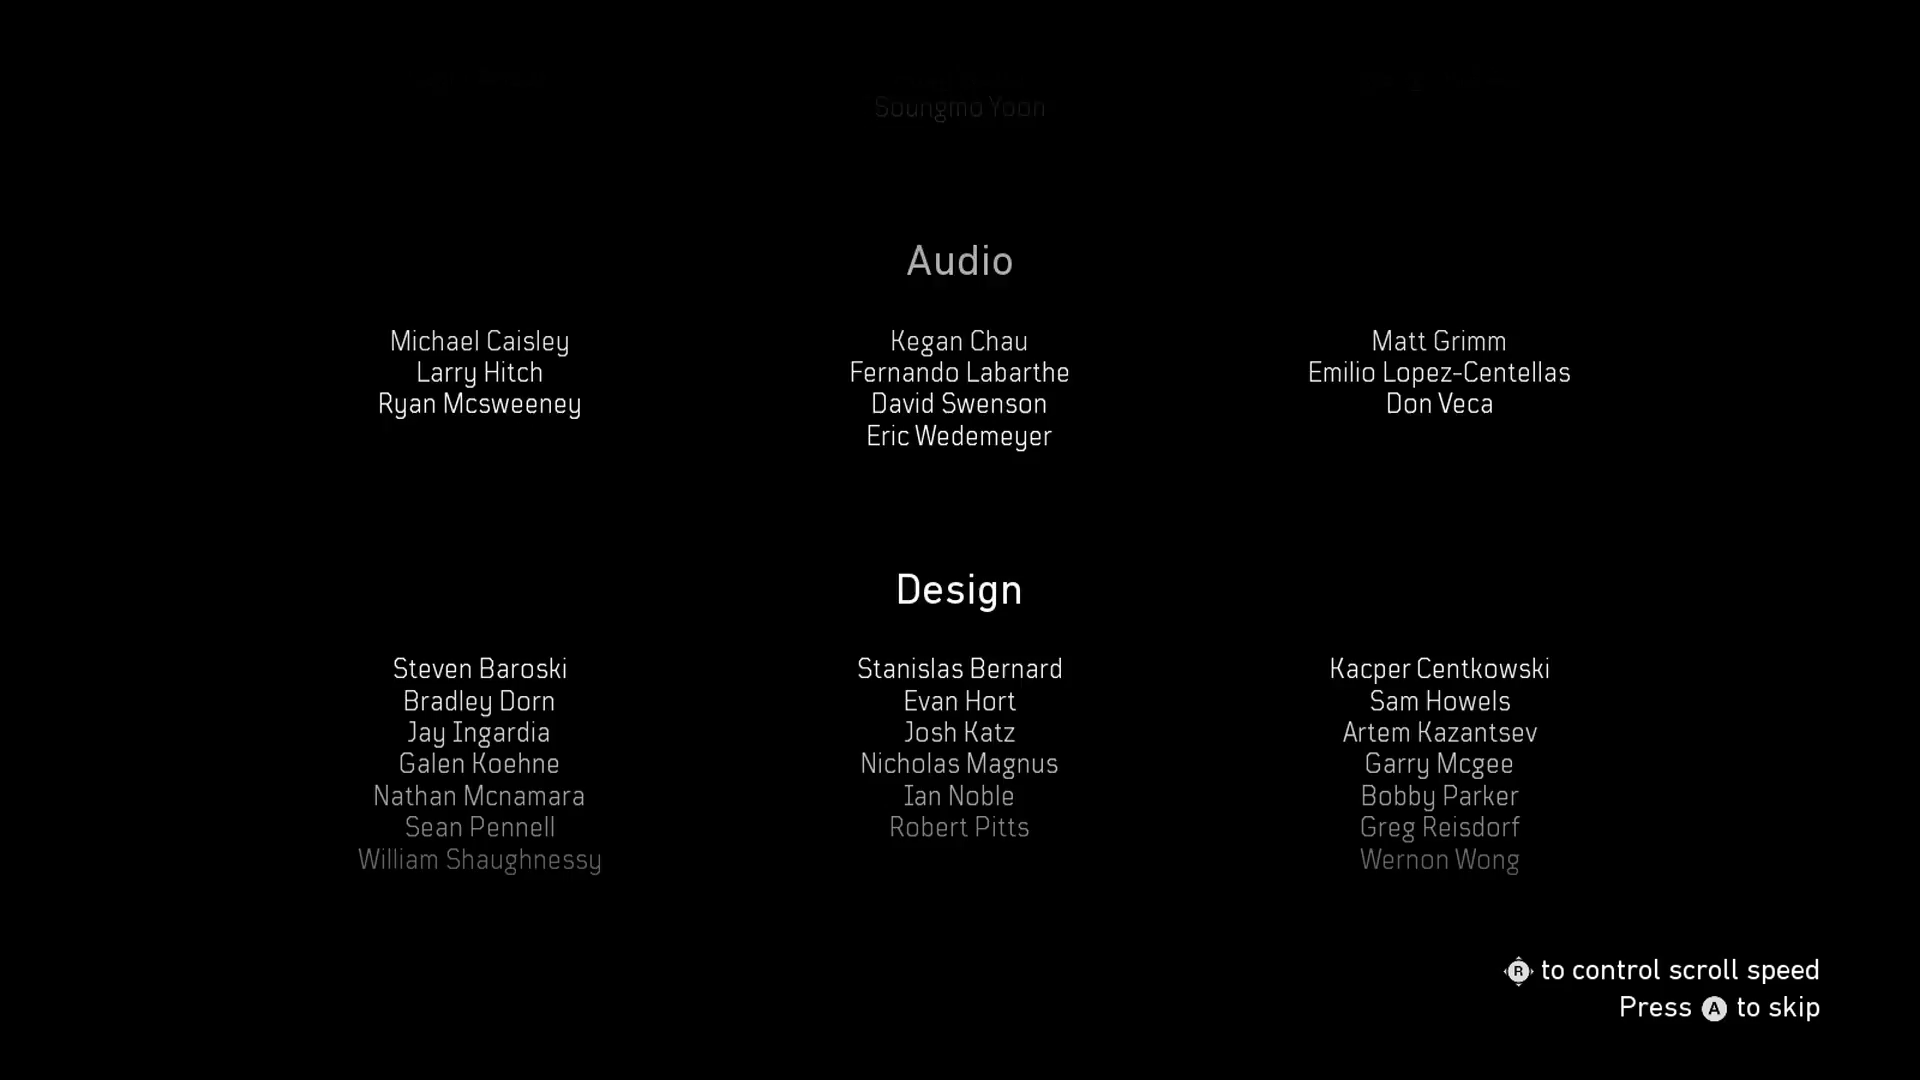 Soungmo Yoon
Audio
Michael Caisley Kegan Chau Matt Grimm
Larry Hitch Fernando Labarthe Emilio Lopez-Centellas
Ryan Mcsweeney David Swenson Don Veca
Eric Wedemeyer
Design
Steven Baroski Stanislas Bernard Kacper Centkowski
Bradley Dorn Evan Hort Sam Howels
Jay Ingardia Josh Katz Artem Kazantsev
Galen Koehne Nicholas Magnus Garry Mcgee
Nathan Mcnamara Ian Noble Bobby Parker
Sean Pennell Robert Pitts Greg Reisdorf
William Shaughnessy Wernon Wong
R to control scroll speed
Press A to skip